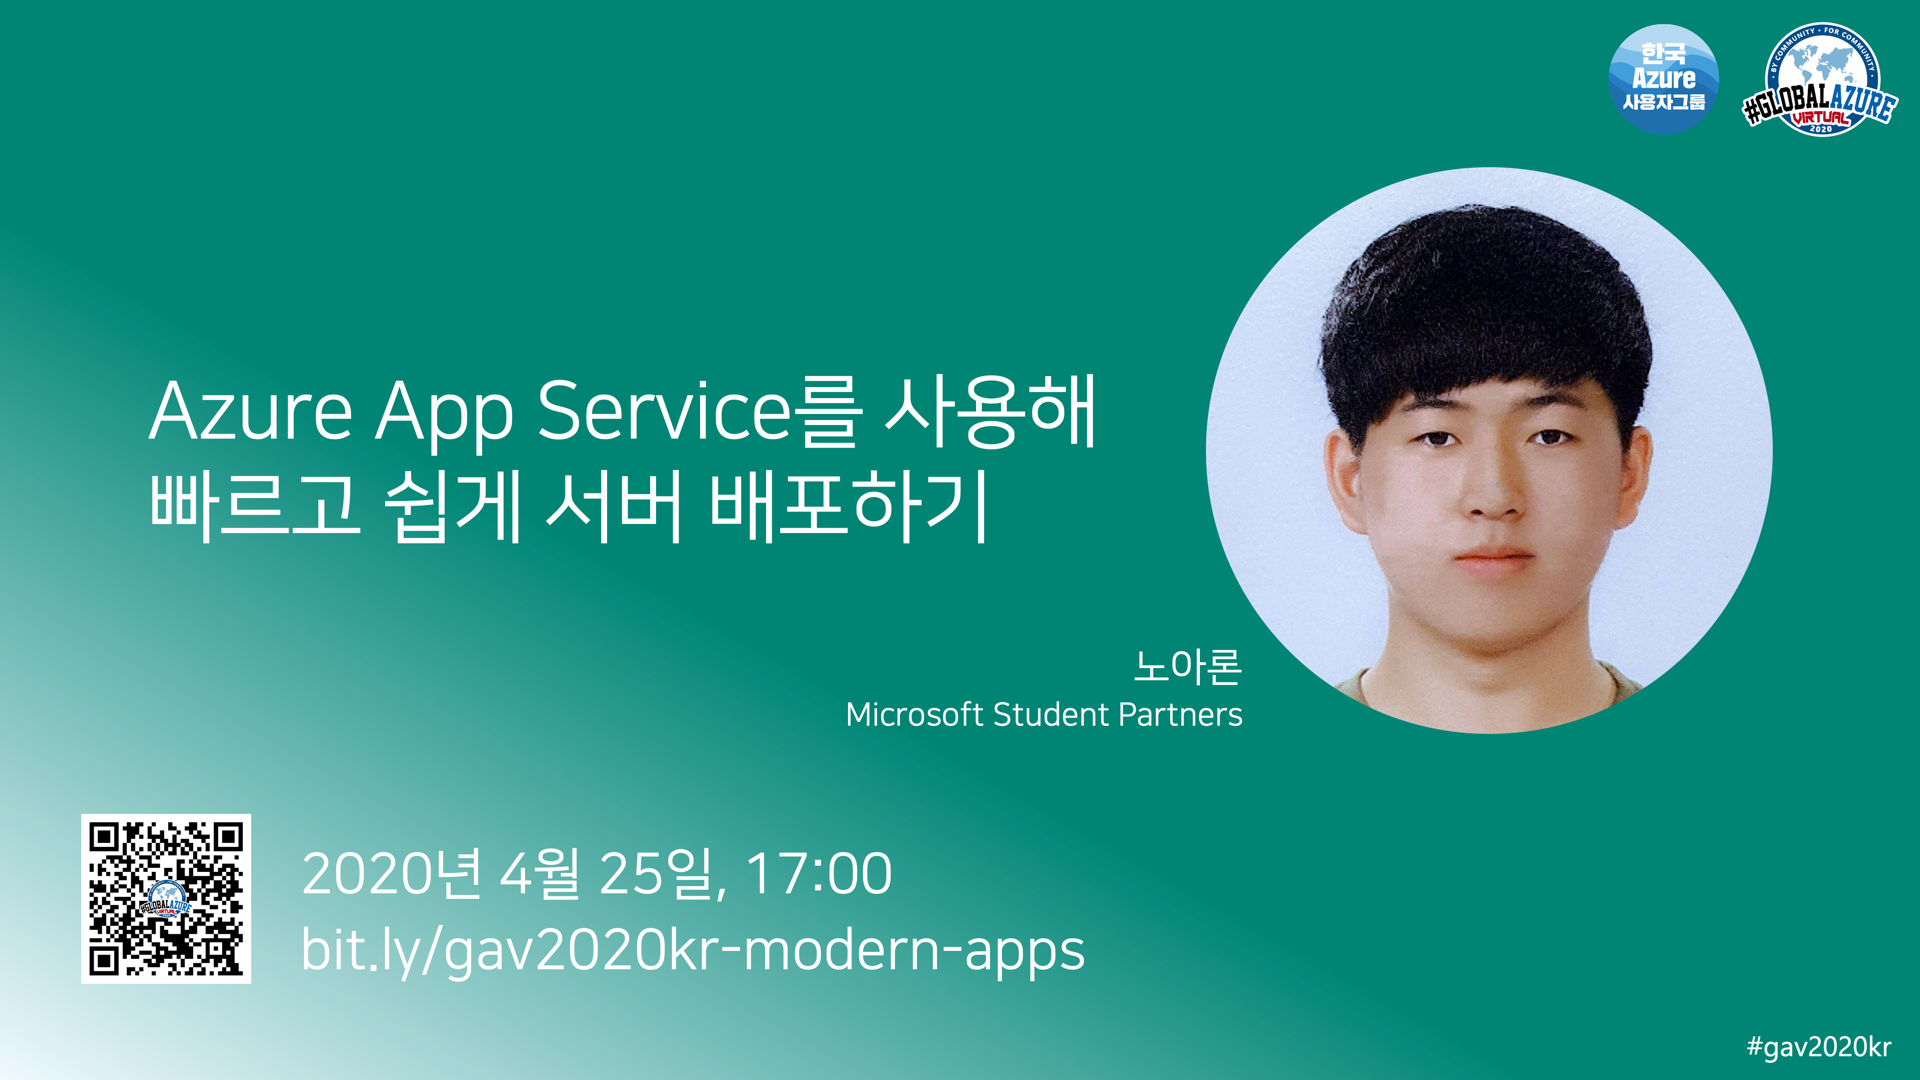 한국
Azure
사용자그룹
BY COMMUNITY • FOR COMMUNITY
#GLOBALAZURE
VIRTUAL
2020
Azure App Service를 사용해
빠르고 쉽게 서버 배포하기
노아론
Microsoft Student Partners
#GLOBALAZURE
VIRTUAL
2020년 4월 25일, 17:00
bit.ly/gav2020kr-modern-apps
#gav2020kr